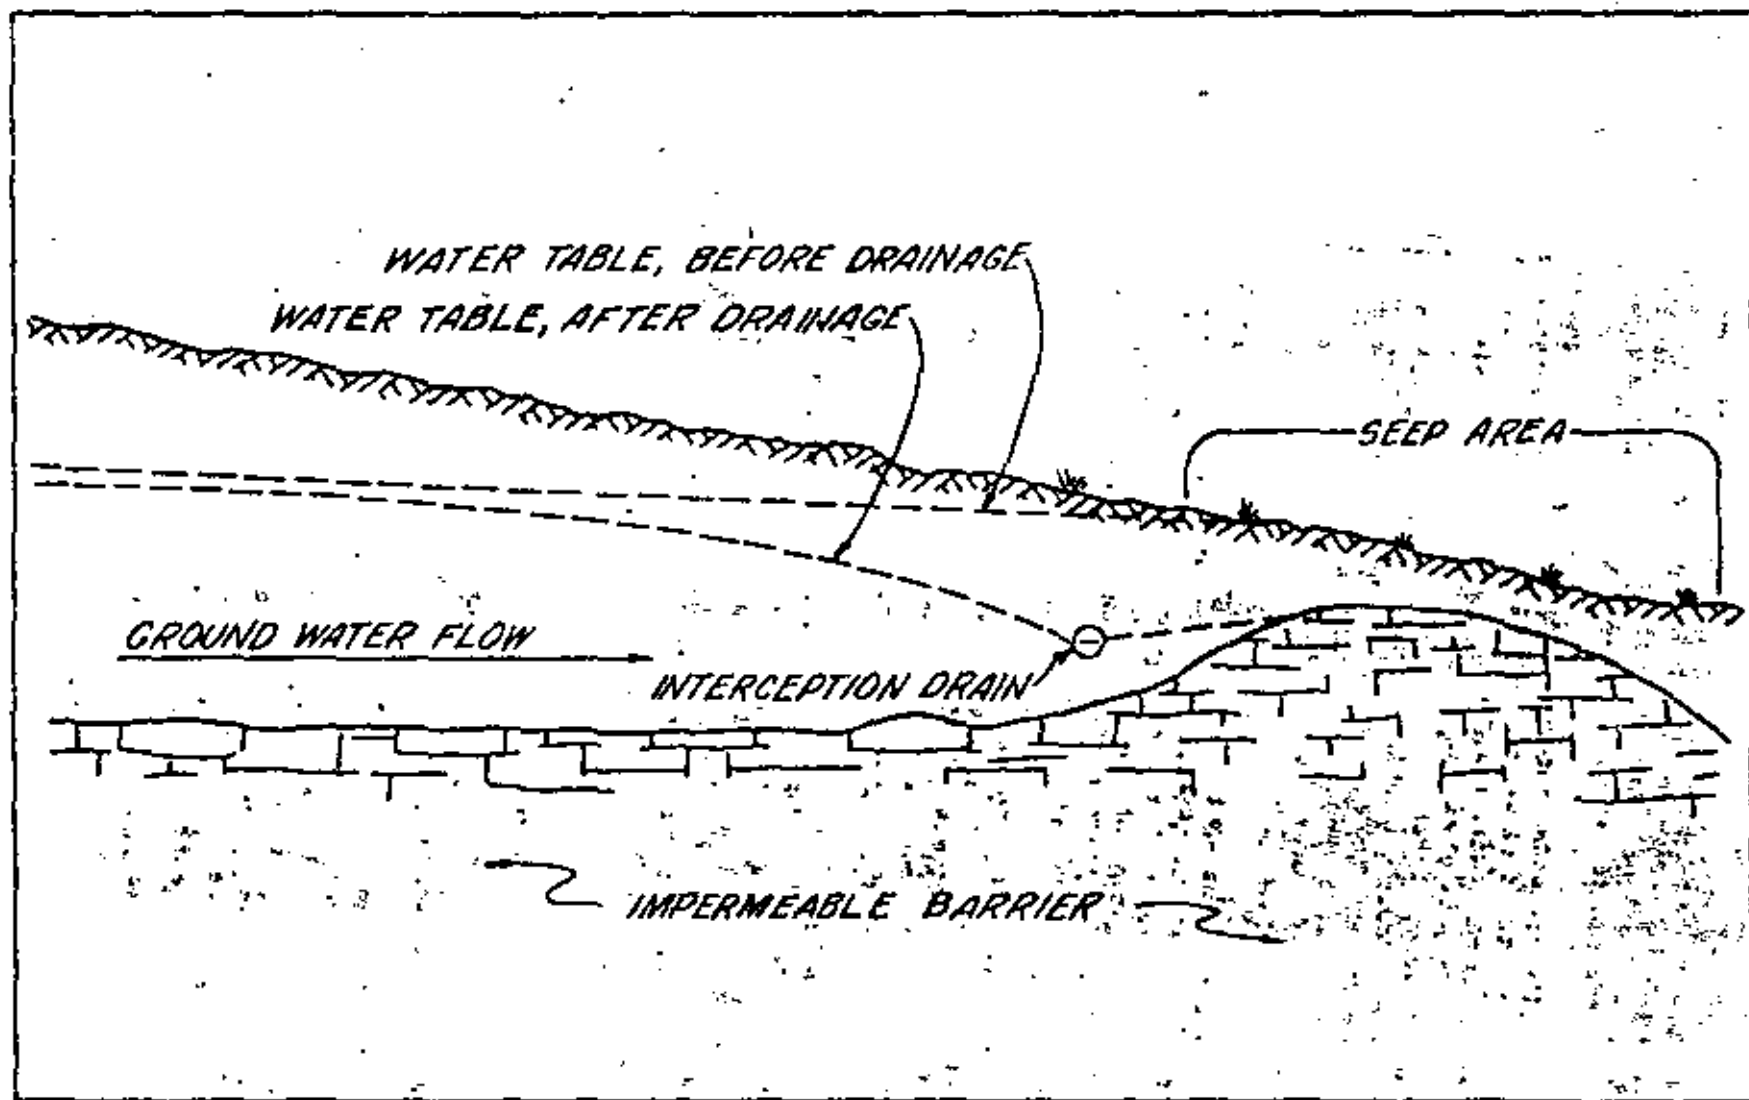 WATER TABLE, BEFORE DRAINAGE
WATER TABLE, AFTER DRAINAGE
SEEP AREA
GROUND WATER FLOW
INTERCEPTION DRAIN
IMPERMEABLE BARRIER